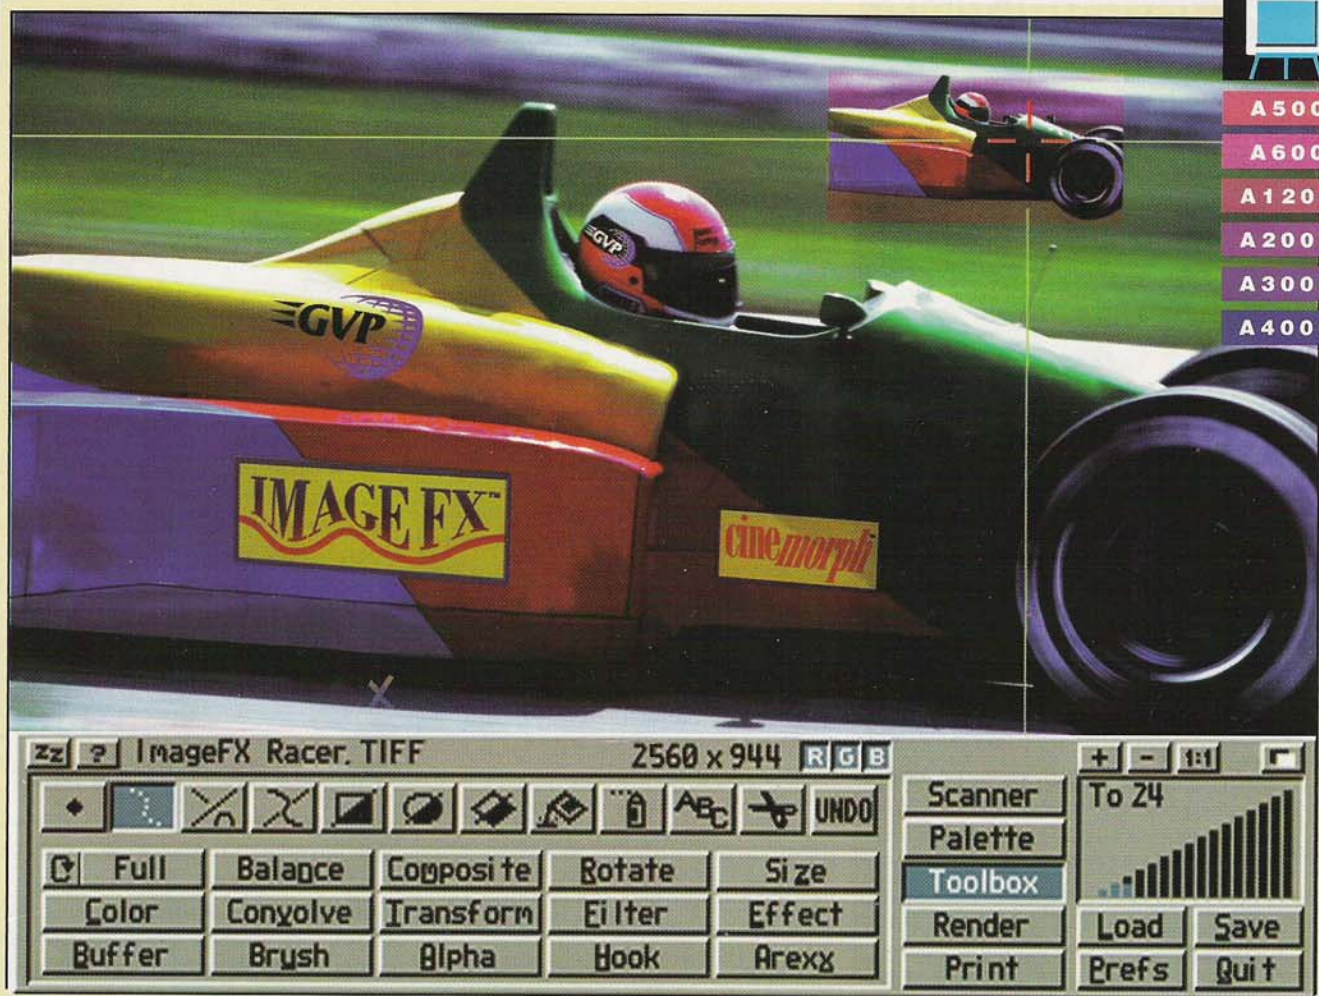 A500
A600
A120
A200
A300
A400
GVP
GVP
IMAGE FX™
cinemorph
zz ? ImageFX Racer.TIFF 2560 x 944 R G B
+ - 1:1
ABC UNDO
Scanner
Palette
Toolbox
Render
Print
To 24
Full Balance Composite Rotate Size
Color Convolve Transform Filter Effect
Buffer Brush Alpha Hook Arexx
Load Save
Prefs Quit